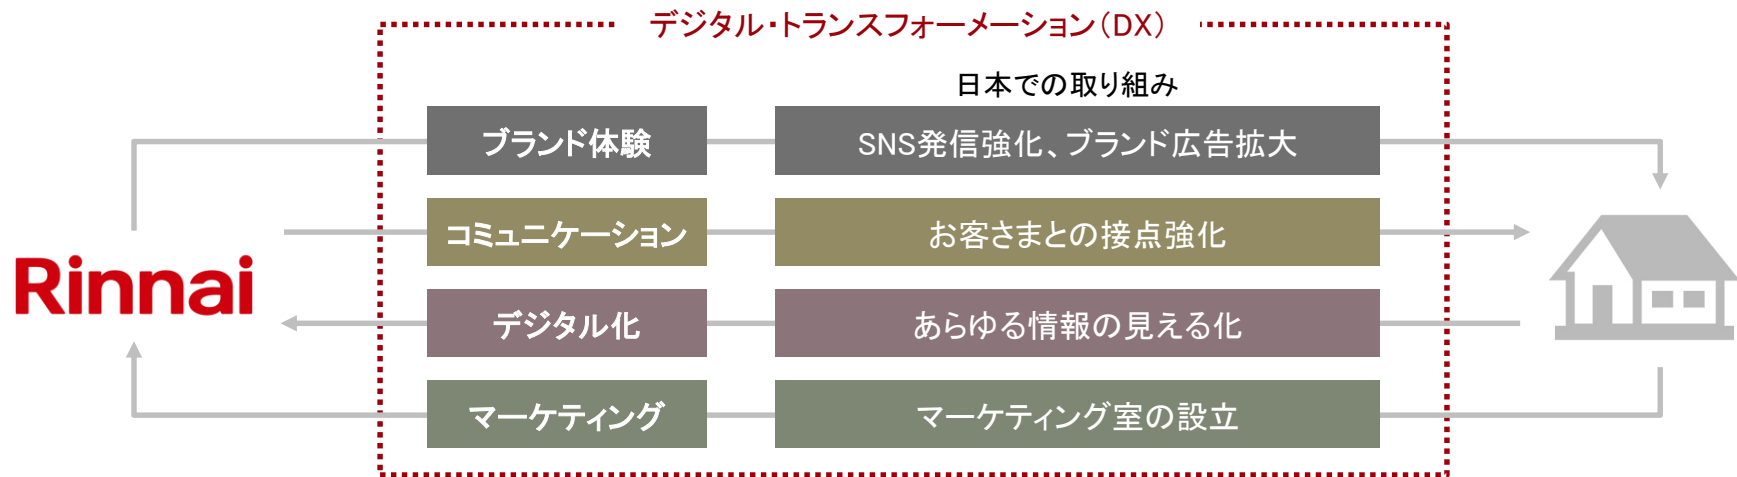 デジタル・トランスフォーメーション（DX）
日本での取り組み
ブランド体験
SNS発信強化、ブランド広告拡大
コミュニケーション
お客さまとの接点強化
Rinnai
デジタル化
あらゆる情報の見える化
マーケティング
マーケティング室の設立